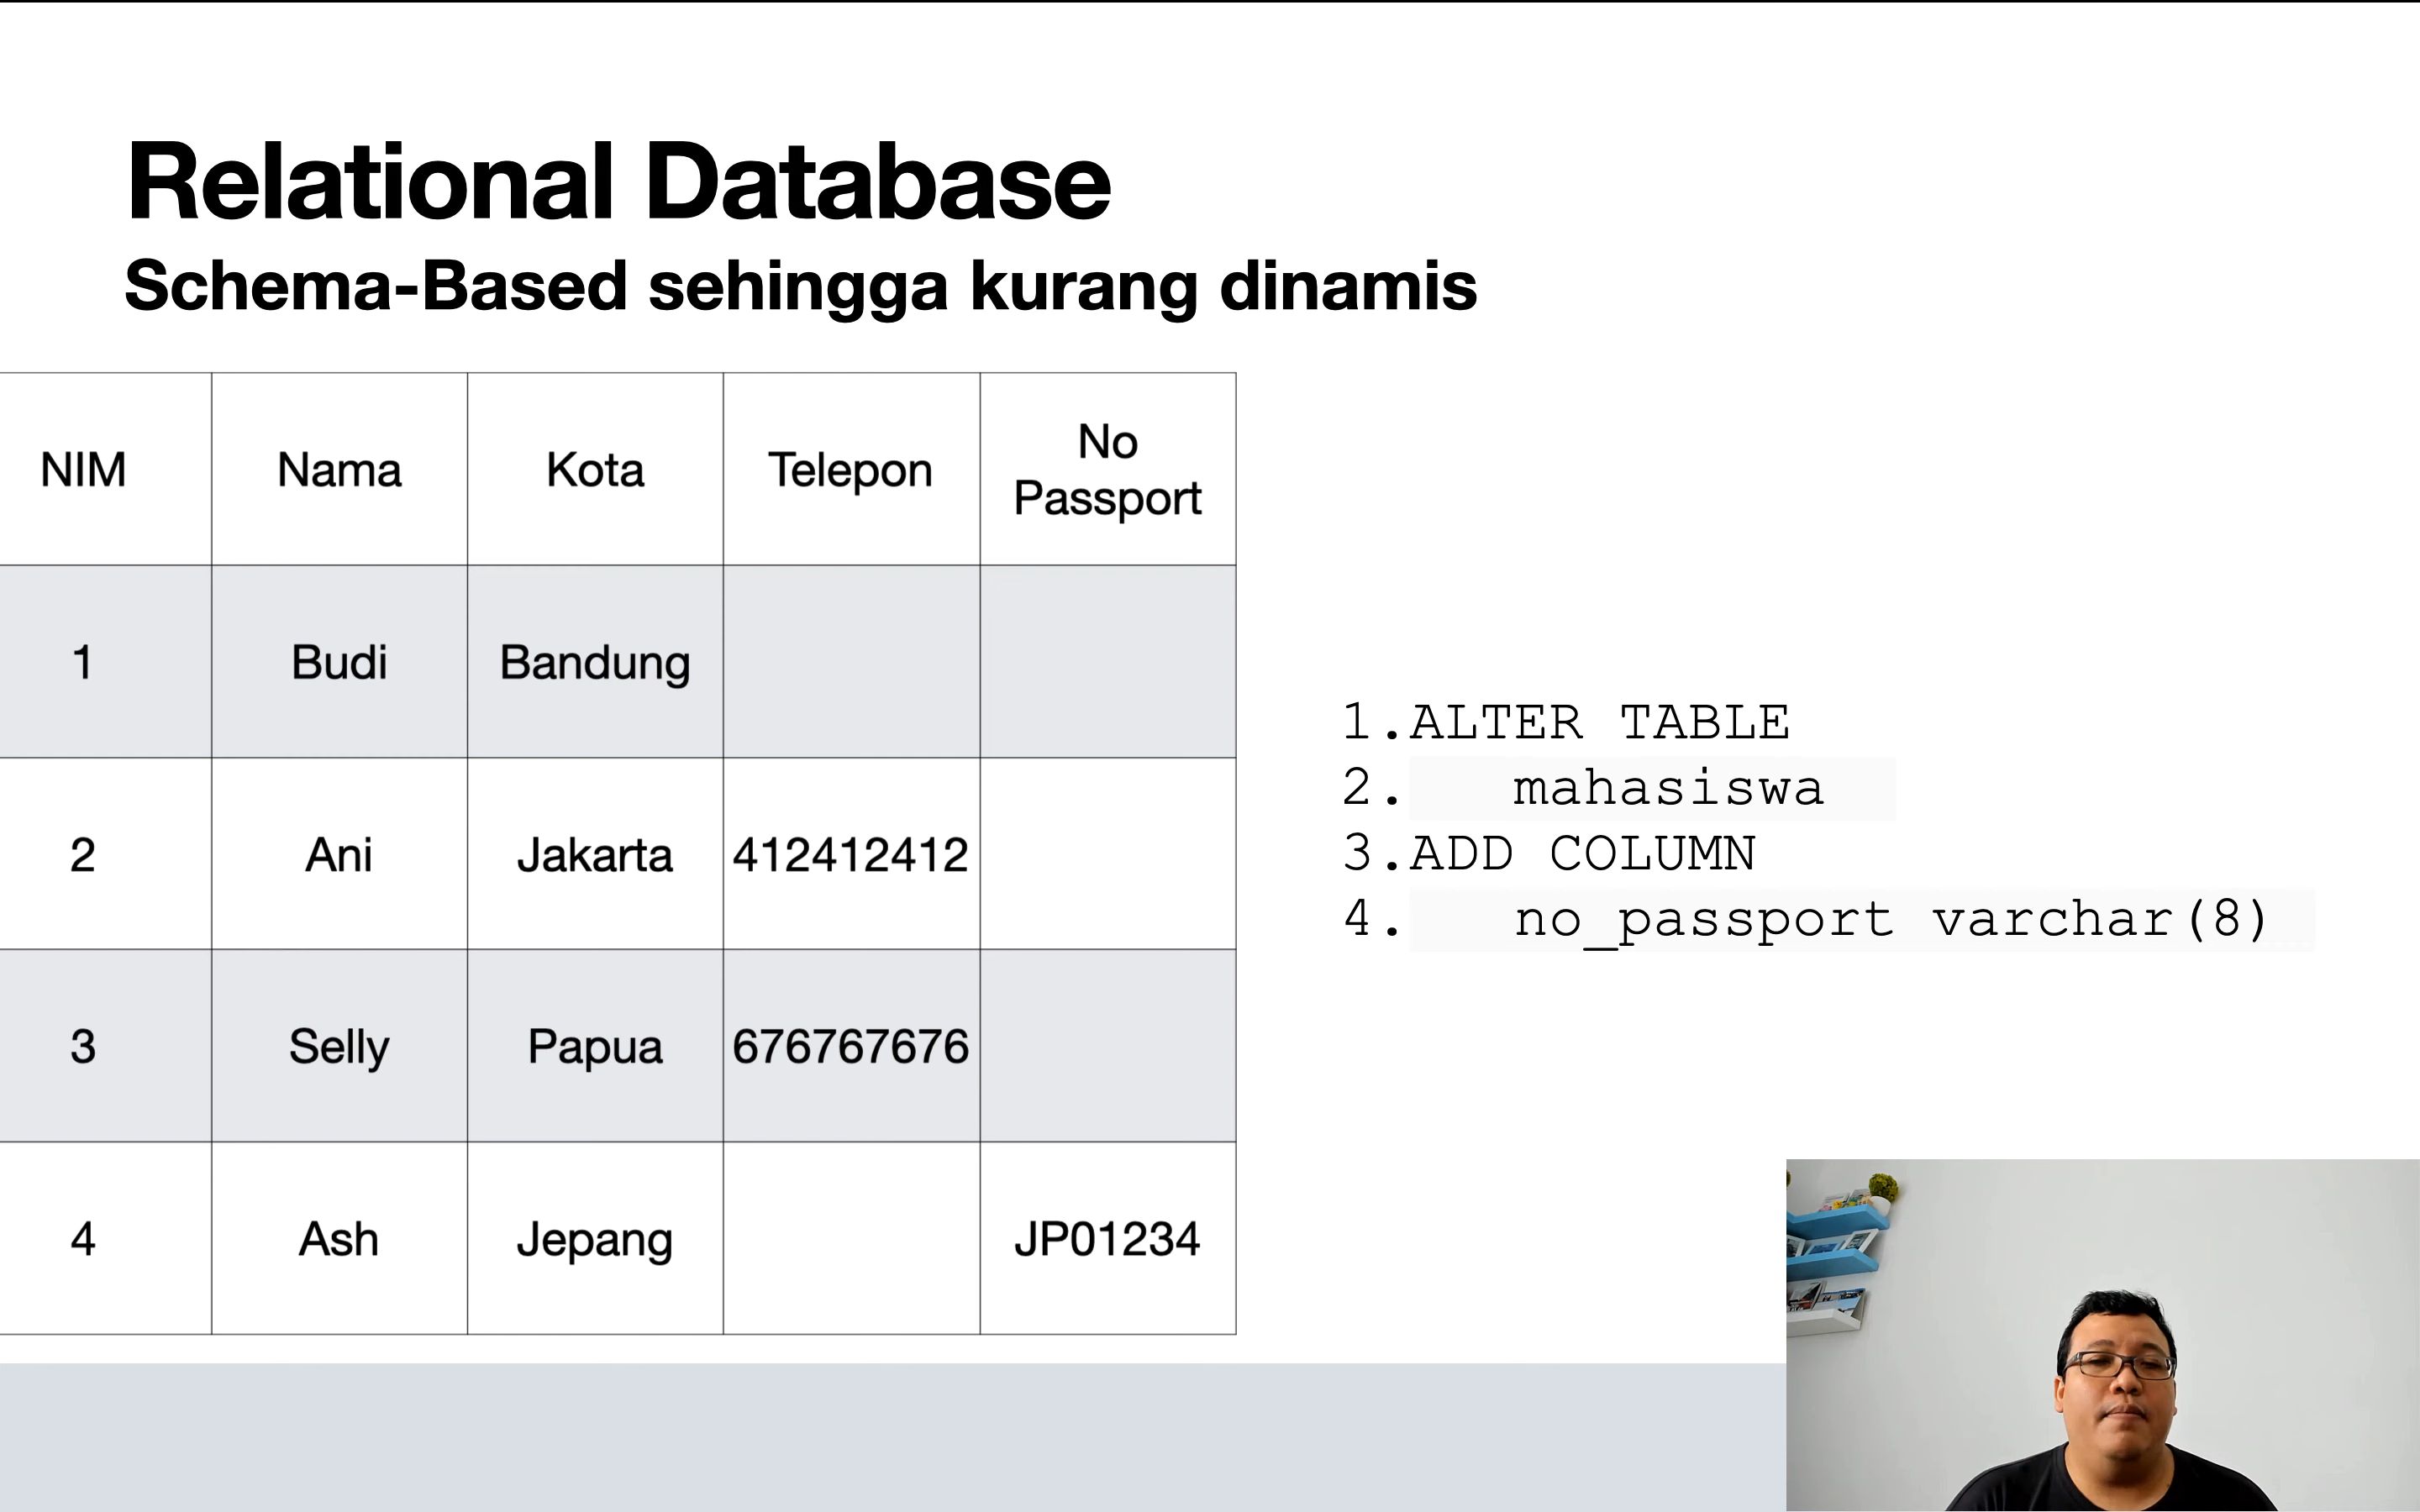 Relational Database
Schema-Based sehingga kurang dinamis
NIM Nama Kota Telepon No Passport
1 Budi Bandung
2 Ani Jakarta 412412412
3 Selly Papua 676767676
4 Ash Jepang JP01234
1.ALTER TABLE
2. mahasiswa
3.ADD COLUMN
4. no_passport varchar(8)